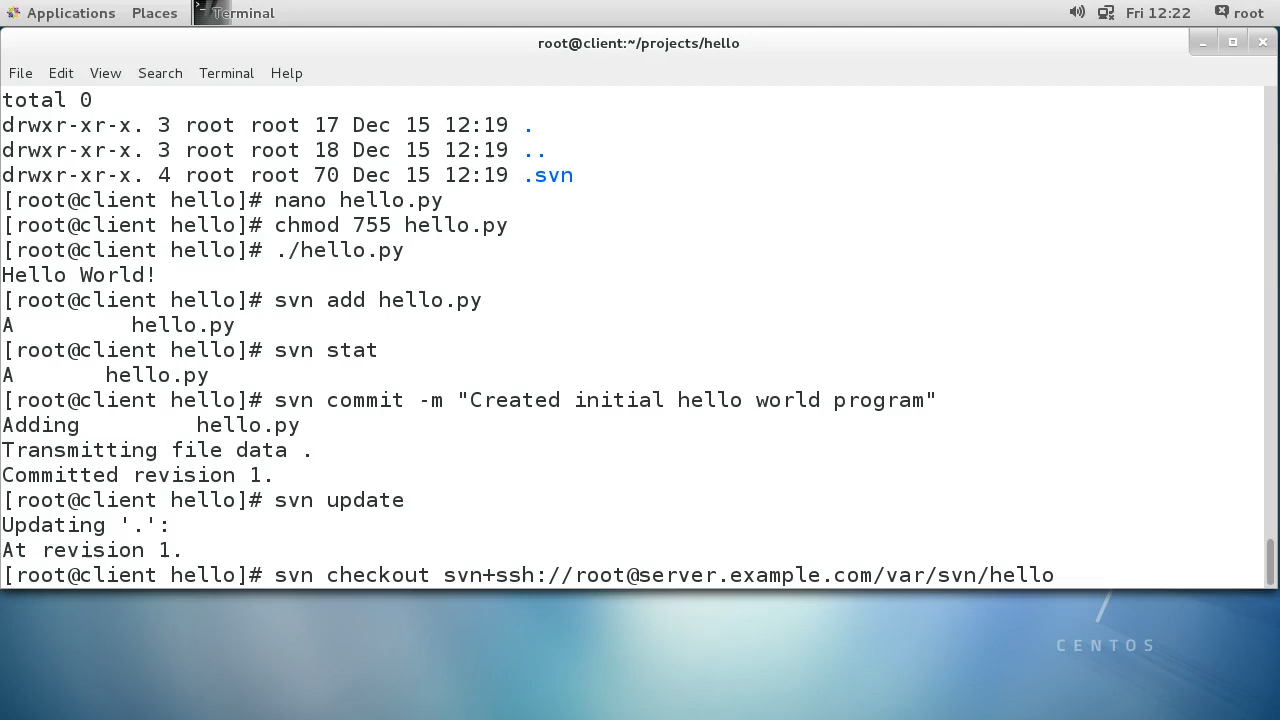 Applications Places Terminal Fri 12:22 root
root@client:~/projects/hello
File Edit View Search Terminal Help
total 0
drwxr-xr-x. 3 root root 17 Dec 15 12:19 .
drwxr-xr-x. 3 root root 18 Dec 15 12:19 ..
drwxr-xr-x. 4 root root 70 Dec 15 12:19 .svn
[root@client hello]# nano hello.py
[root@client hello]# chmod 755 hello.py
[root@client hello]# ./hello.py
Hello World!
[root@client hello]# svn add hello.py
A         hello.py
[root@client hello]# svn stat
A       hello.py
[root@client hello]# svn commit -m "Created initial hello world program"
Adding         hello.py
Transmitting file data .
Committed revision 1.
[root@client hello]# svn update
Updating '.':
At revision 1.
[root@client hello]# svn checkout svn+ssh://root@server.example.com/var/svn/hello
7
CENTOS